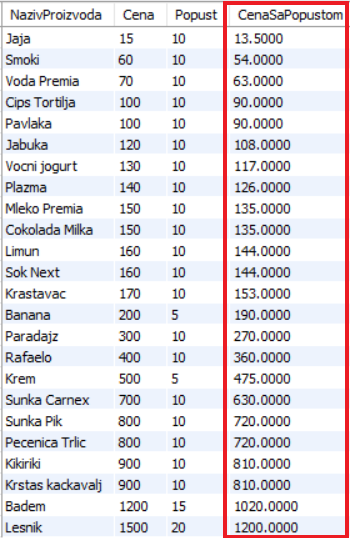 NazivProizvoda Cena Popust CenaSaPopustom
Jaja 15 10 13.5000
Smoki 60 10 54.0000
Voda Premia 70 10 63.0000
Cips Tortilja 100 10 90.0000
Pavlaka 100 10 90.0000
Jabuka 120 10 108.0000
Vocni jogurt 130 10 117.0000
Plazma 140 10 126.0000
Mleko Premia 150 10 135.0000
Cokolada Milka 150 10 135.0000
Limun 160 10 144.0000
Sok Next 160 10 144.0000
Krastavac 170 10 153.0000
Banana 200 5 190.0000
Paradajz 300 10 270.0000
Rafaelo 400 10 360.0000
Krem 500 5 475.0000
Sunka Carnex 700 10 630.0000
Sunka Pik 800 10 720.0000
Pecenica Trlic 800 10 720.0000
Kikiriki 900 10 810.0000
Krstas kackavalj 900 10 810.0000
Badem 1200 15 1020.0000
Lesnik 1500 20 1200.0000